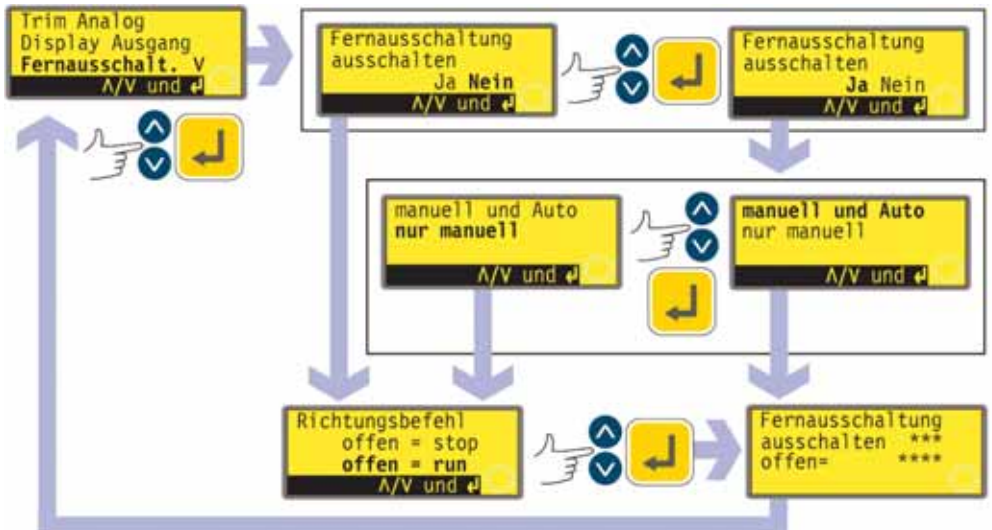 Trim Analog
Display Ausgang
Fernausschalt. V
Λ/V und ↵
Fernausschaltung
ausschalten
Ja Nein
Λ/V und ↵
Fernausschaltung
ausschalten
Ja Nein
Λ/V und ↵
manuell und Auto
nur manuell
Λ/V und ↵
manuell und Auto
nur manuell
Λ/V und ↵
Richtungsbefehl
offen = stop
offen = run
Λ/V und ↵
Fernausschaltung
ausschalten ***
offen= ****